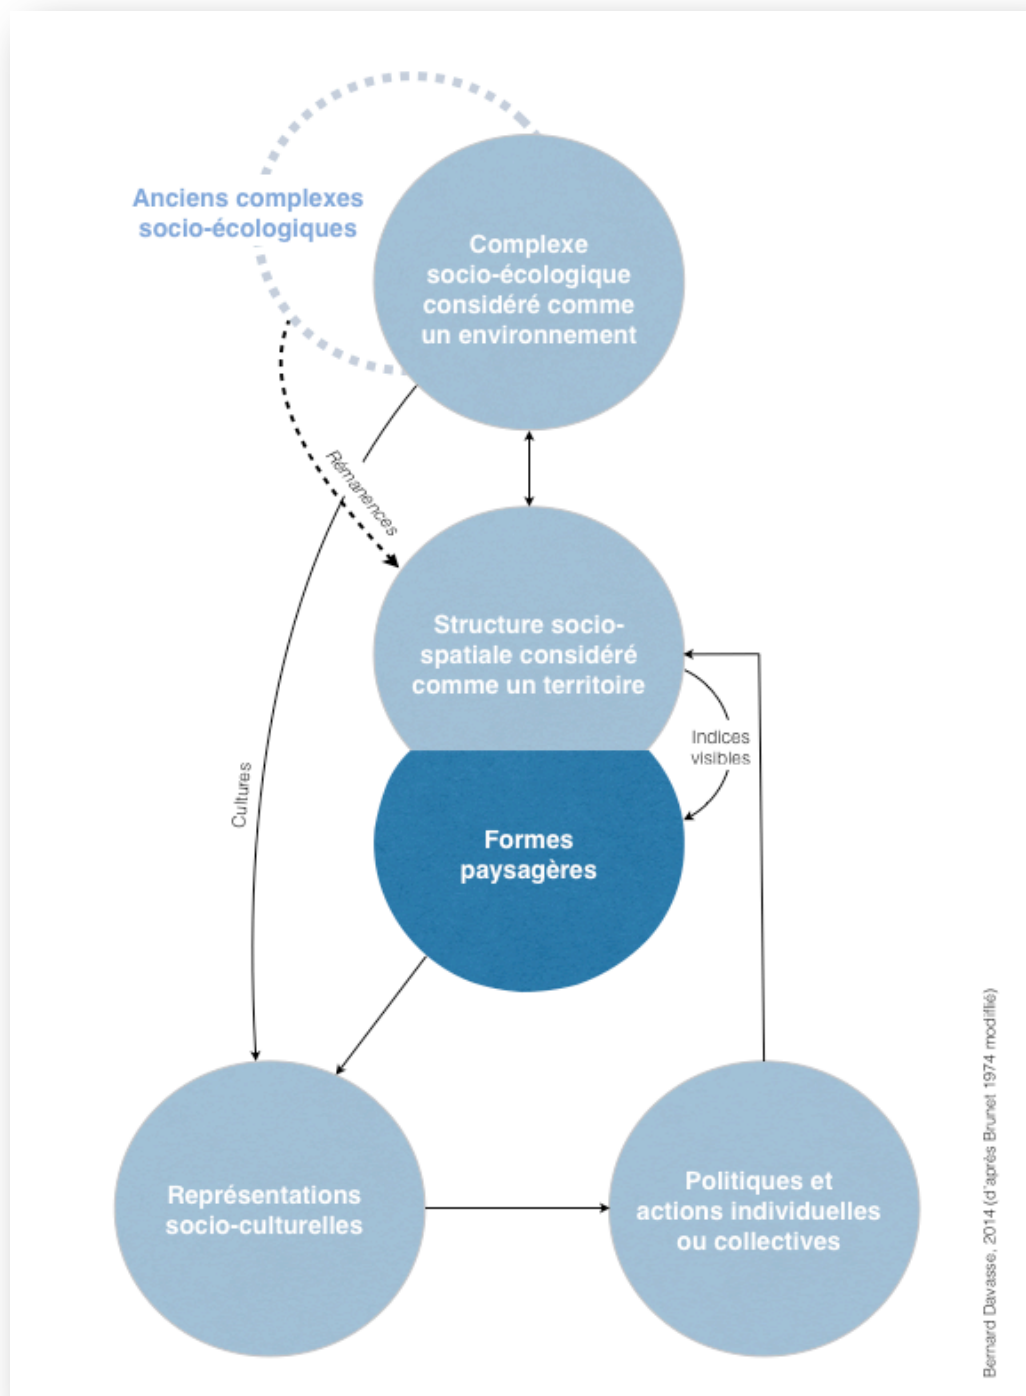 Anciens complexes
socio-écologiques
Complexe
socio-écologique
considéré comme
un environnement
Rémanences
Structure socio-
spatiale considéré
comme un territoire
Indices
visibles
Cultures
Formes
paysagères
Représentations
socio-culturelles
Politiques et
actions individuelles
ou collectives
Bernard Davasse, 2014 (d'après Brunet 1974 modifiié)